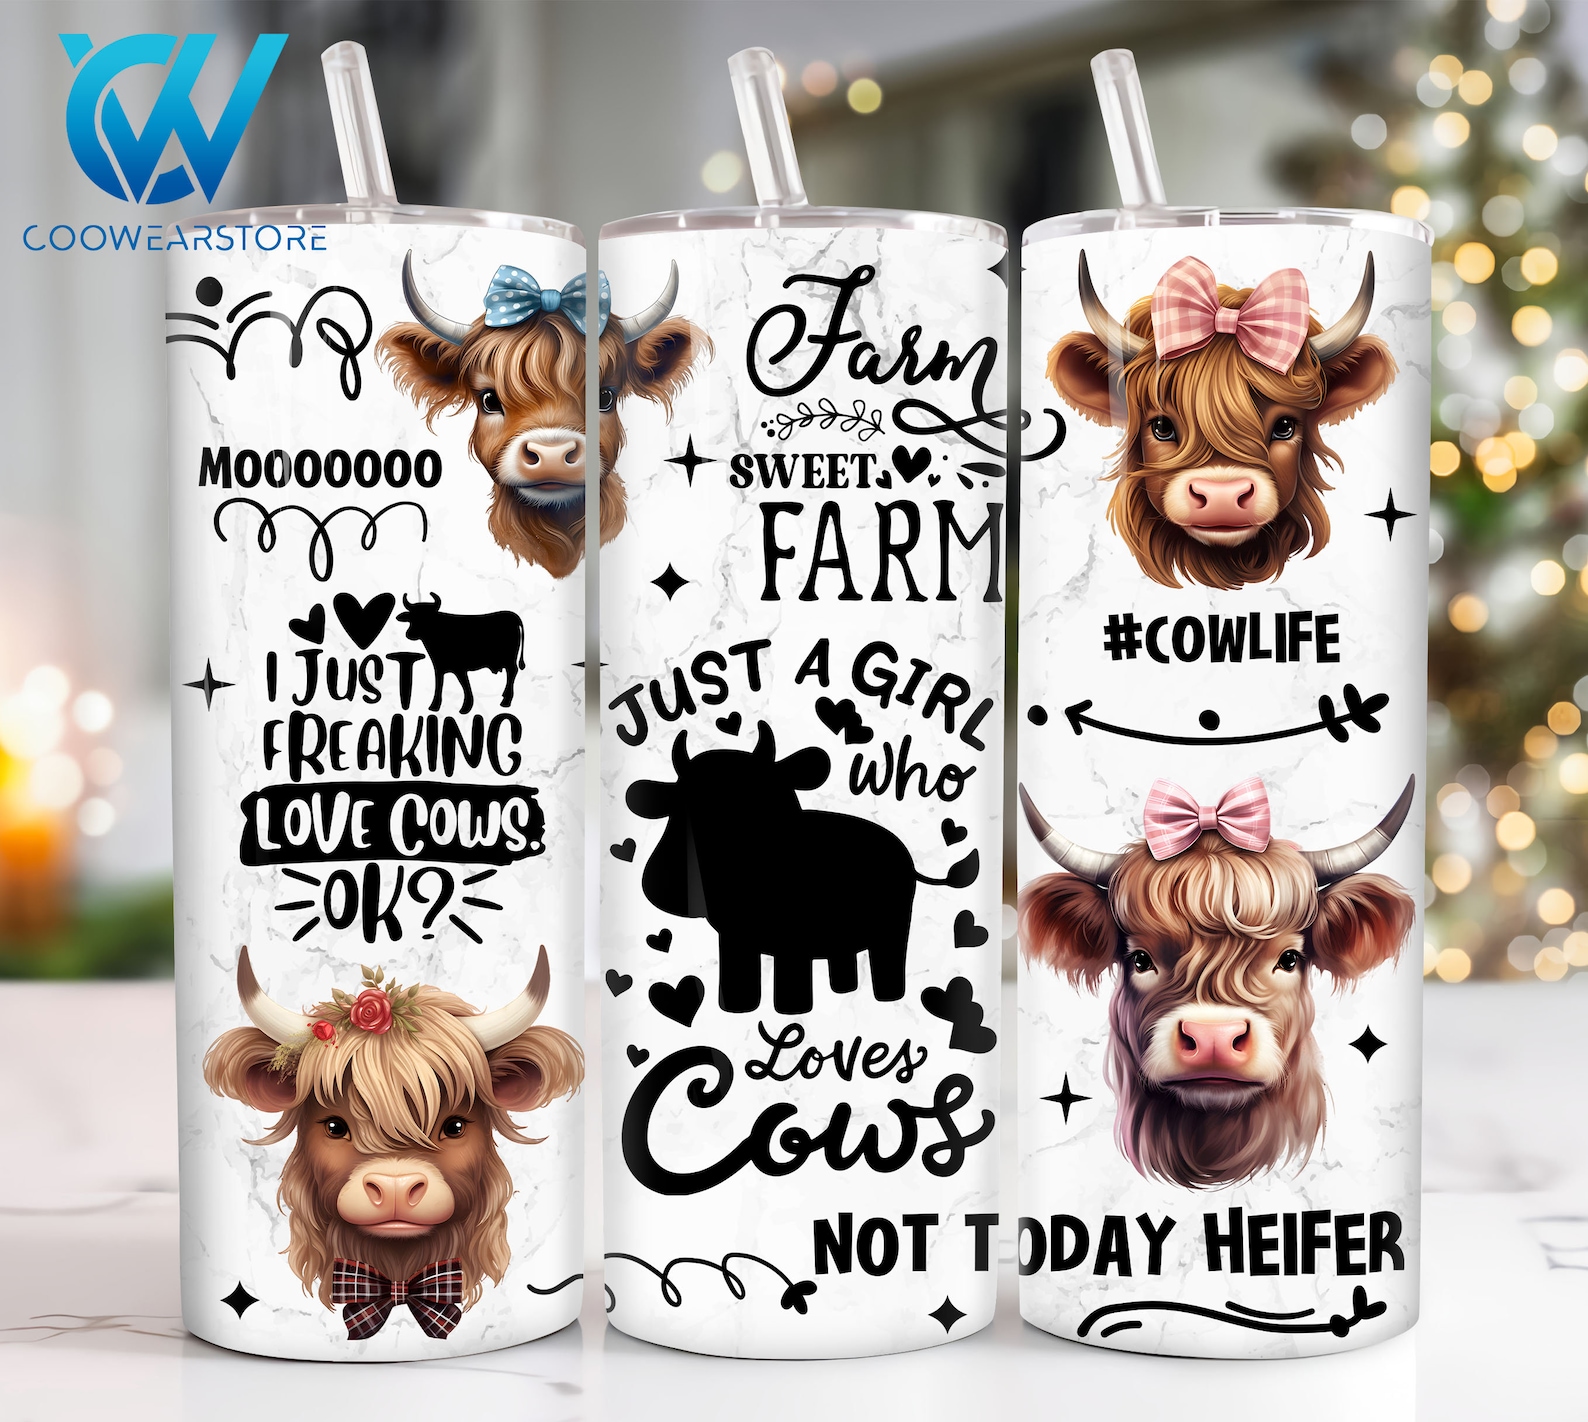 COOWEARSTORE
MOOOOOOO
I JUST
FREAKING
LOVE COWS.
OK?
Farm
SWEET
FARM
JUST A GIRL
who
Loves
Cows
#COWLIFE
NOT TODAY HEIFER